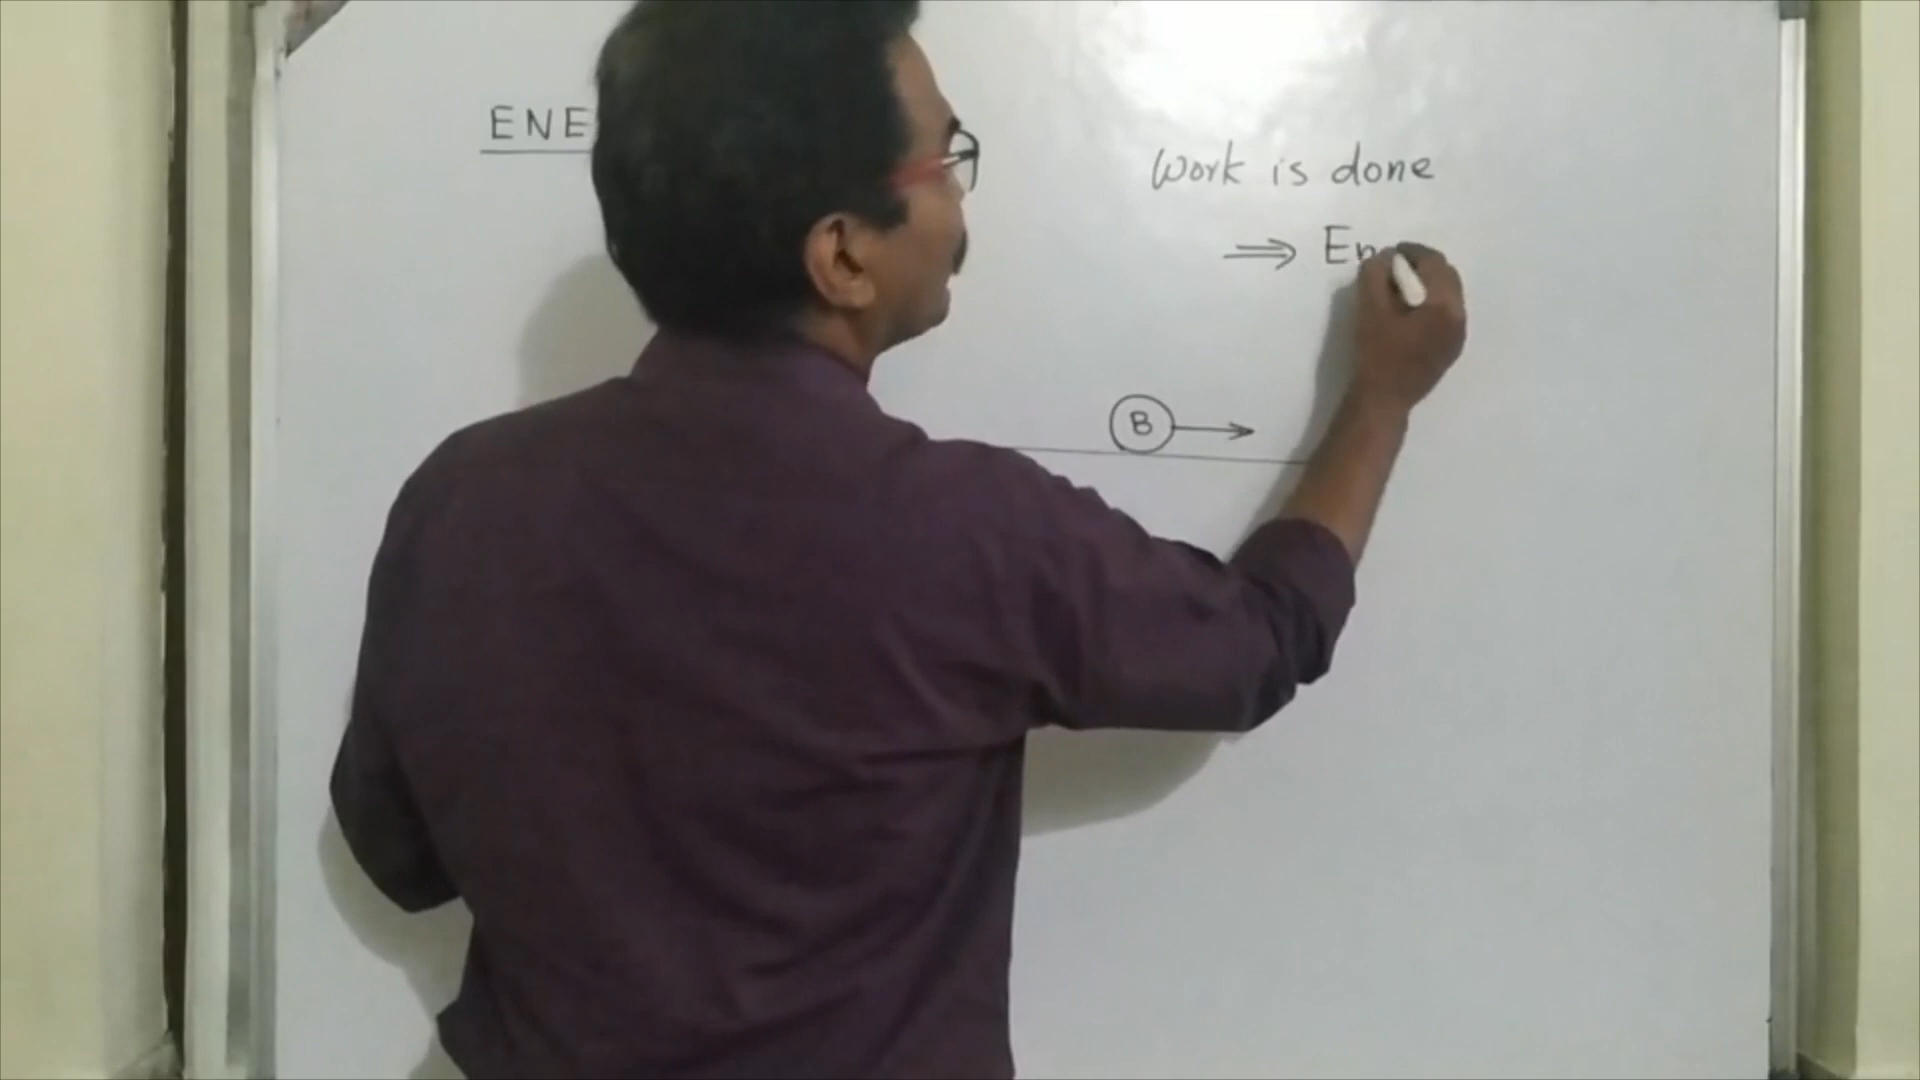 ENE
Work is done
⇒ En
B